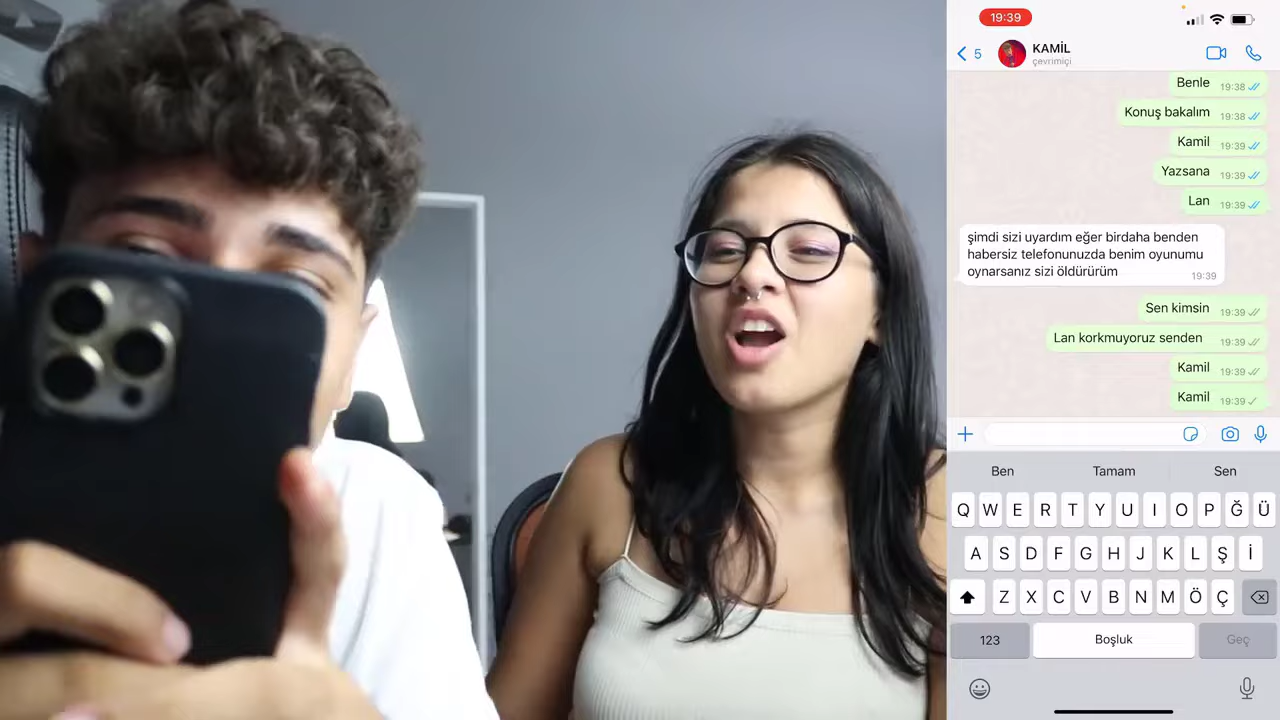 19:39
5
KAMİL
çevrimiçi
Benle 19:38
Konuş bakalım 19:38
Kamil 19:39
Yazsana 19:39
Lan 19:39
şimdi sizi uyardım eğer birdaha benden
habersiz telefonunuzda benim oyunumu
oynarsanız sizi öldürürüm 19:39
Sen kimsin 19:39
Lan korkmuyoruz senden 19:39
Kamil 19:39
Kamil 19:39
Ben Tamam Sen
Q W E R T Y U I O P Ğ Ü
A S D F G H J K L Ş İ
Z X C V B N M Ö Ç
123 Boşluk Geç